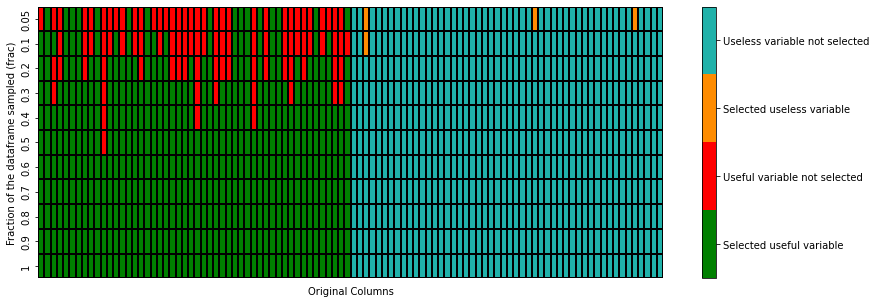 Fraction of the dataframe sampled (frac)
0.05
0.1
0.2
0.3
0.4
0.5
0.6
0.7
0.8
0.9
1
Original Columns
Useless variable not selected
Selected useless variable
Useful variable not selected
Selected useful variable